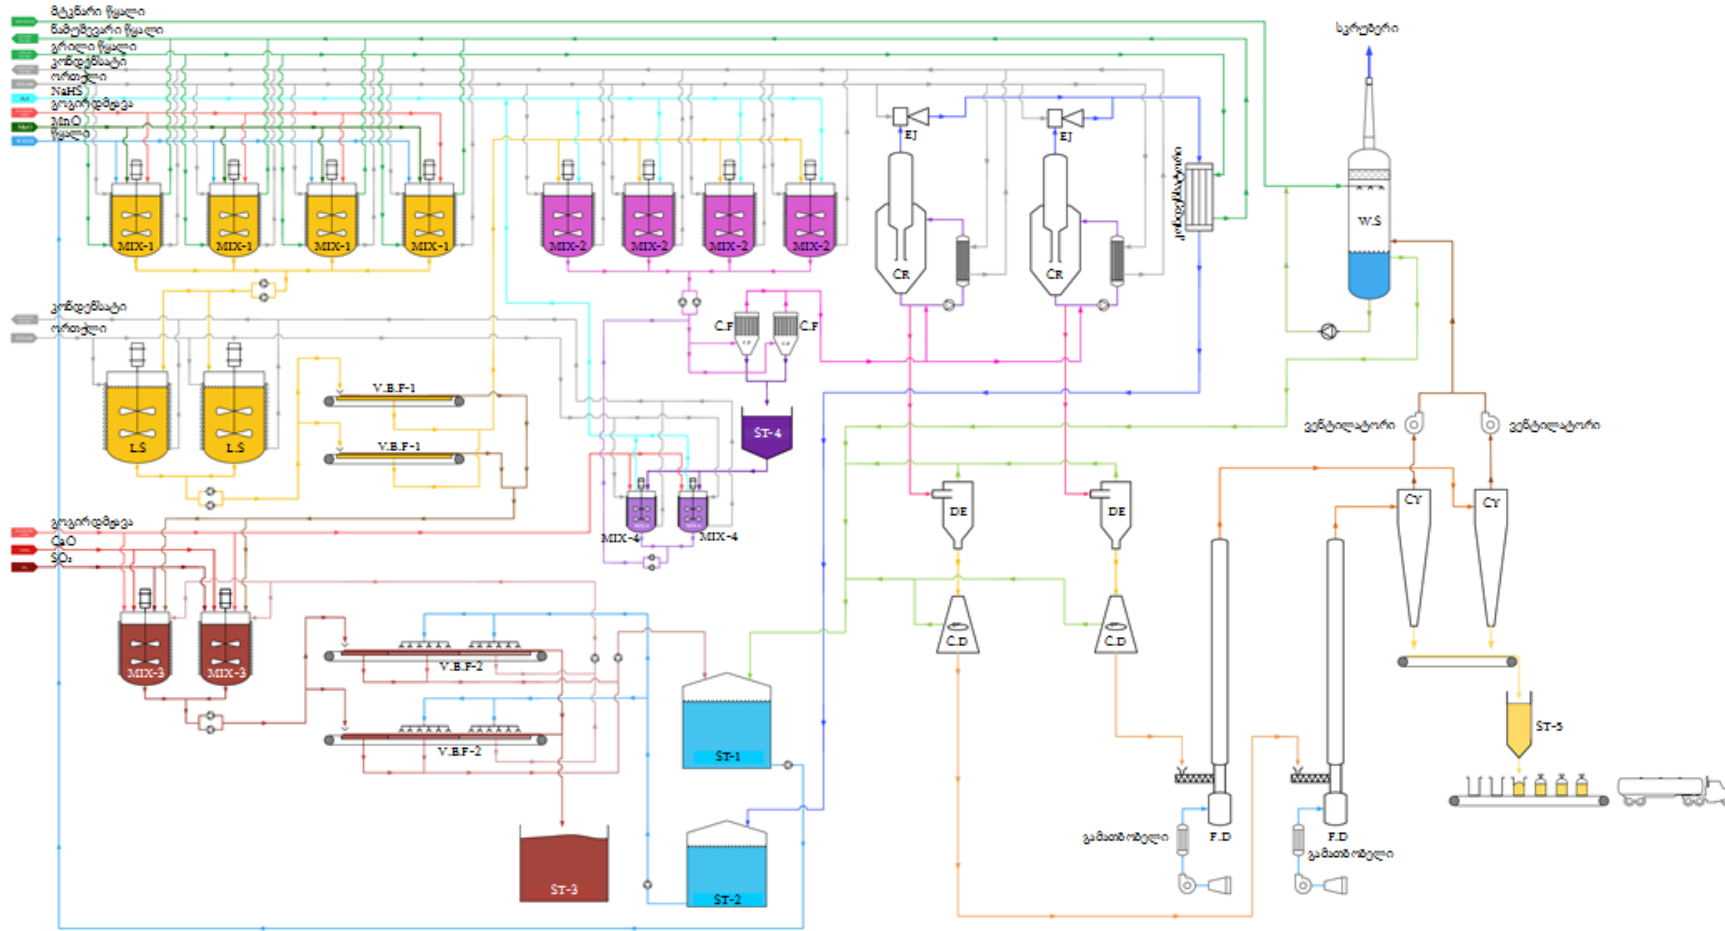 მტკნარი წყალი
ნამუშევარი წყალი
გრილი წყალი
კონდენსატი
ორთქლი
NaHS
გოგირდმჟავა
MnO
წყალი
სკრუბერი
EJ
EJ
კონდენსატორი
W.S
MIX-1
MIX-1
MIX-1
MIX-1
MIX-2
MIX-2
MIX-2
MIX-2
CR
CR
კონდენსატი
ორთქლი
C.F
C.F
L.S
L.S
V.B.F-1
V.B.F-1
ST-4
ვენტილატორი
ვენტილატორი
CY
CY
DE
DE
MIX-4
MIX-4
გოგირდმჟავა
CaO
SO₂
MIX-3
MIX-3
V.B.F-2
V.B.F-2
C.D
C.D
ST-1
ST-2
ST-3
ST-5
გამათბობელი
F.D
გამათბობელი
F.D